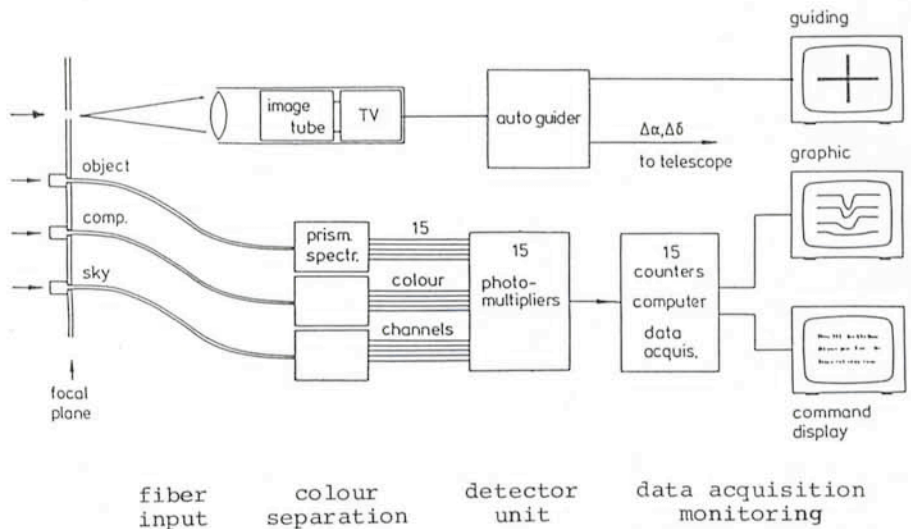 guiding
image
tube
TV
auto guider
Δα,Δδ
to telescope
object
graphic
comp.
prism.
spectr.
15
15
15
sky
colour
photo-
multipliers
counters
computer
channels
data
acquis.
focal
plane
command
display
fiber
input
colour
separation
detector
unit
data acquisition
monitoring